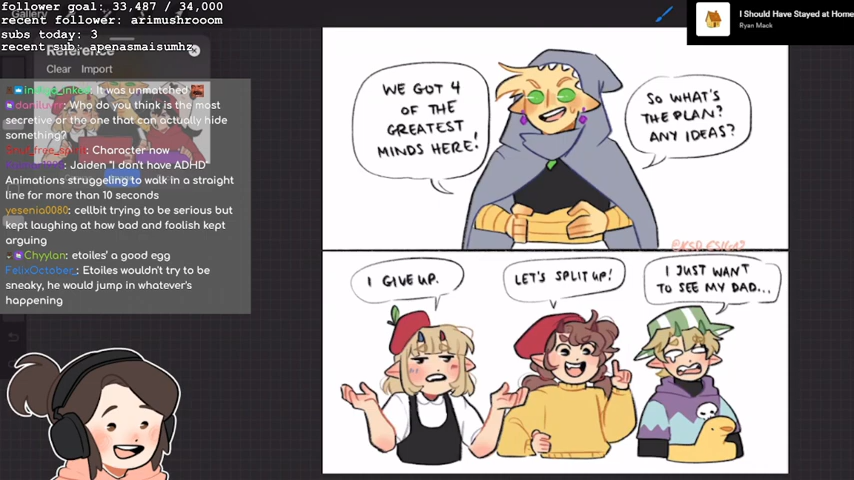 follower goal: 33,487 / 34,000
recent follower: arimushrooom
subs today: 3
recent sub: apenasmaisumhz
Reference
Clear Import
It was unmatched
Who do you think is the most
secretive or the one that can actually hide
something?
Character now
Jaiden "I don't have ADHD"
Animations struggling to walk in a straight
line for more than 10 seconds
yesenia0080: cellbit trying to be serious but
kept laughing at how bad and foolish kept
arguing
Chyylan: etoiles' a good egg
FelixOctober_: Etoiles wouldn't try to be
sneaky, he would jump in whatever's
happening
I Should Have Stayed at Home
Ryan Mack
WE GOT 4
OF THE
GREATEST
MINDS HERE!
SO WHAT'S
THE PLAN?
ANY IDEAS?
I GIVE UP.
LET'S SPLIT UP!
I JUST WANT
TO SEE MY DAD...